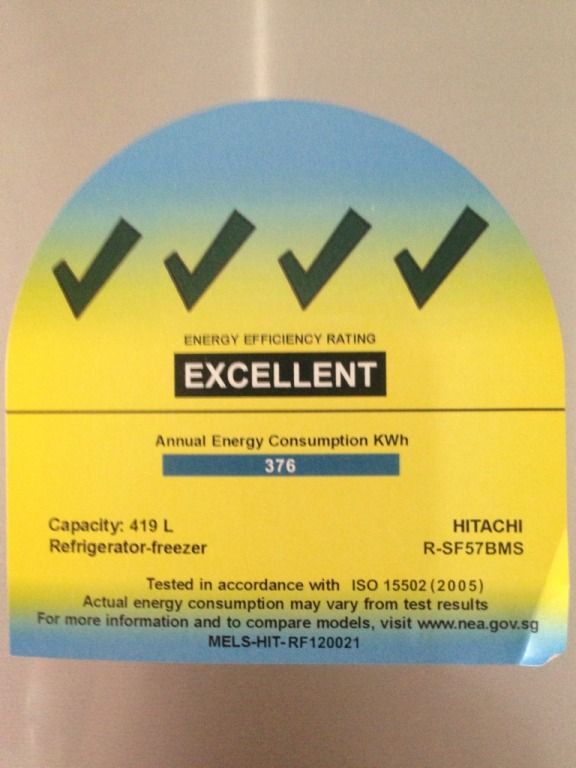 ENERGY EFFICIENCY RATING
EXCELLENT
Annual Energy Consumption KWh
376
Capacity: 419 L
Refrigerator-freezer
HITACHI
R-SF57BMS
Tested in accordance with ISO 15502 (2005)
Actual energy consumption may vary from test results
For more information and to compare models, visit www.nea.gov.sg
MELS-HIT-RF120021